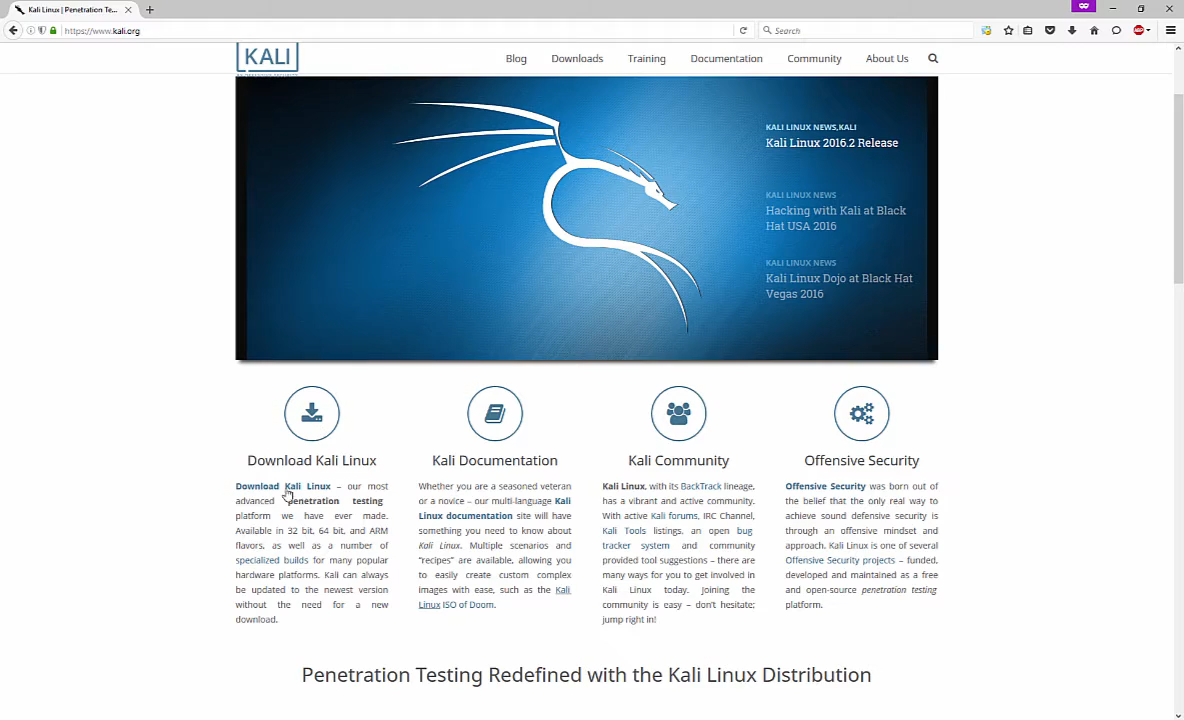 Kali Linux | Penetration Te...
https://www.kali.org
Search
KALI
Blog
Downloads
Training
Documentation
Community
About Us
KALI LINUX NEWS,KALI
Kali Linux 2016.2 Release
KALI LINUX NEWS
Hacking with Kali at Black
Hat USA 2016
KALI LINUX NEWS
Kali Linux Dojo at Black Hat
Vegas 2016
Download Kali Linux
Download Kali Linux – our most
advanced penetration testing
platform we have ever made.
Available in 32 bit, 64 bit, and ARM
flavors, as well as a number of
specialized builds for many popular
hardware platforms. Kali can always
be updated to the newest version
without the need for a new
download.
Kali Documentation
Whether you are a seasoned veteran
or a novice – our multi-language Kali
Linux documentation site will have
something you need to know about
Kali Linux. Multiple scenarios and
“recipes” are available, allowing you
to easily create custom complex
images with ease, such as the Kali
Linux ISO of Doom.
Kali Community
Kali Linux, with its BackTrack lineage,
has a vibrant and active community.
With active Kali forums, IRC Channel,
Kali Tools listings, an open bug
tracker system and community
provided tool suggestions – there are
many ways for you to get involved in
Kali Linux today. Joining the
community is easy – don’t hesitate;
jump right in!
Offensive Security
Offensive Security was born out of
the belief that the only real way to
achieve sound defensive security is
through an offensive mindset and
approach. Kali Linux is one of several
Offensive Security projects – funded,
developed and maintained as a free
and open-source penetration testing
platform.
Penetration Testing Redefined with the Kali Linux Distribution